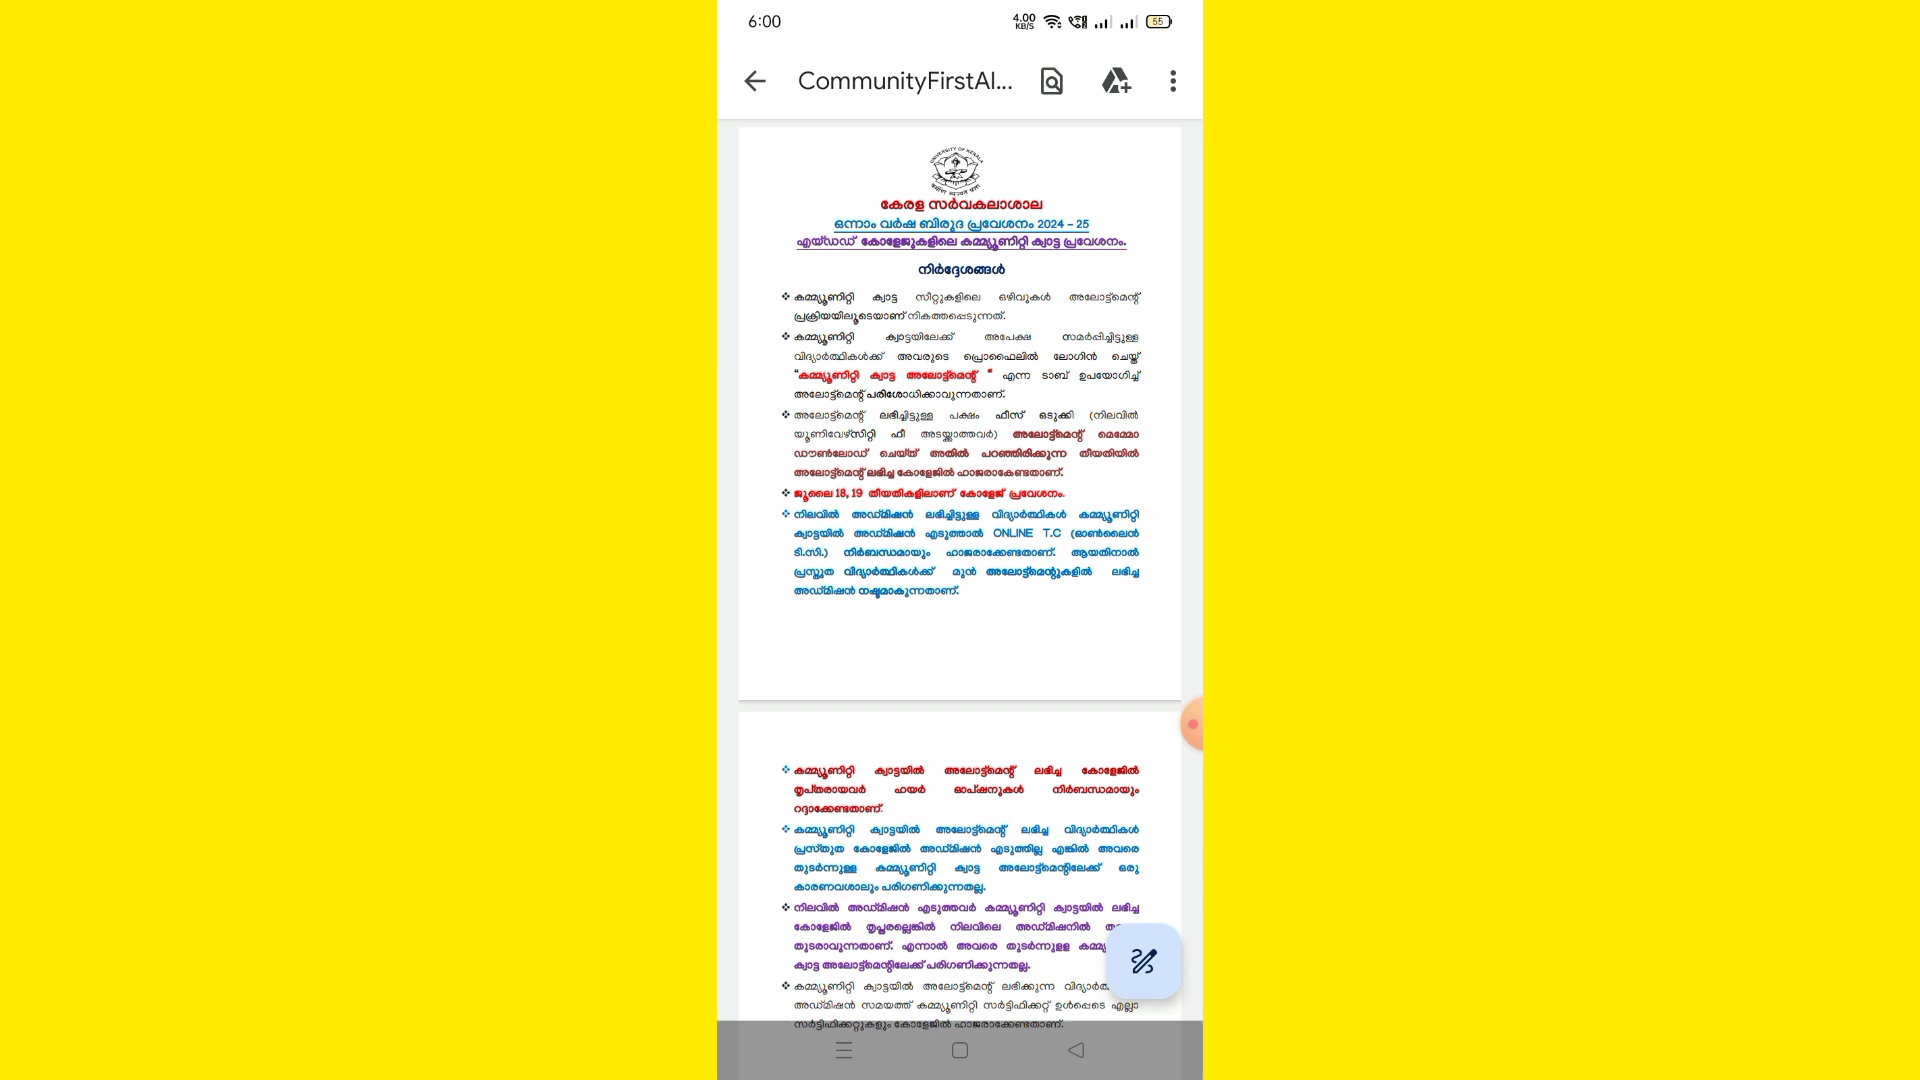 6:00
4.00
KB/S
55
CommunityFirstAl...
UNIVERSITY OF KERALA
കേരള സർവകലാശാല
ഒന്നാം വർഷ ബിരുദ പ്രവേശനം 2024 – 25
എയ്ഡഡ് കോളേജുകളിലെ കമ്മ്യൂണിറ്റി ക്വാട്ട പ്രവേശനം.
നിർദ്ദേശങ്ങൾ
❖ കമ്മ്യൂണിറ്റി ക്വാട്ട സീറ്റുകളിലെ ഒഴിവുകൾ അലോട്ട്മെന്റ്
പ്രക്രിയയിലൂടെയാണ് നികത്തപ്പെടുന്നത്.
❖ കമ്മ്യൂണിറ്റി ക്വാട്ടയിലേക്ക് അപേക്ഷ സമർപ്പിച്ചിട്ടുള്ള
വിദ്യാർത്ഥികൾക്ക് അവരുടെ പ്രൊഫൈലിൽ ലോഗിൻ ചെയ്ത്
“കമ്മ്യൂണിറ്റി ക്വാട്ട അലോട്ട്മെന്റ് “ എന്ന ടാബ് ഉപയോഗിച്ച്
അലോട്ട്മെന്റ് പരിശോധിക്കാവുന്നതാണ്.
❖ അലോട്ട്മെന്റ് ലഭിച്ചിട്ടുള്ള പക്ഷം ഫീസ് ഒടുക്കി (നിലവിൽ
യൂണിവേഴ്സിറ്റി ഫീ അടയ്ക്കാത്തവർ) അലോട്ട്മെന്റ് മെമ്മോ
ഡൗൺലോഡ് ചെയ്ത് അതിൽ പറഞ്ഞിരിക്കുന്ന തീയതിയിൽ
അലോട്ട്മെന്റ് ലഭിച്ച കോളേജിൽ ഹാജരാകേണ്ടതാണ്.
❖ ജൂലൈ 18, 19 തീയതികളിലാണ് കോളേജ് പ്രവേശനം.
❖ നിലവിൽ അഡ്മിഷൻ ലഭിച്ചിട്ടുള്ള വിദ്യാർത്ഥികൾ കമ്മ്യൂണിറ്റി
ക്വാട്ടയിൽ അഡ്മിഷൻ എടുത്താൽ ONLINE T.C (ഓൺലൈൻ
ടി.സി.) നിർബന്ധമായും ഹാജരാക്കേണ്ടതാണ്. ആയതിനാൽ
പ്രസ്തുത വിദ്യാർത്ഥികൾക്ക് മുൻ അലോട്ട്മെന്റുകളിൽ ലഭിച്ച
അഡ്മിഷൻ നഷ്ടമാകുന്നതാണ്.
❖ കമ്മ്യൂണിറ്റി ക്വാട്ടയിൽ അലോട്ട്മെന്റ് ലഭിച്ച കോളേജിൽ
തൃപ്തരായവർ ഹയർ ഓപ്ഷനുകൾ നിർബന്ധമായും
റദ്ദാക്കേണ്ടതാണ്.
❖ കമ്മ്യൂണിറ്റി ക്വാട്ടയിൽ അലോട്ട്മെന്റ് ലഭിച്ച വിദ്യാർത്ഥികൾ
പ്രസ്തുത കോളേജിൽ അഡ്മിഷൻ എടുത്തില്ല എങ്കിൽ അവരെ
തുടർന്നുള്ള കമ്മ്യൂണിറ്റി ക്വാട്ട അലോട്ട്മെന്റിലേക്ക് ഒരു
കാരണവശാലും പരിഗണിക്കുന്നതല്ല.
❖ നിലവിൽ അഡ്മിഷൻ എടുത്തവർ കമ്മ്യൂണിറ്റി ക്വാട്ടയിൽ ലഭിച്ച
കോളേജിൽ തൃപ്തരല്ലെങ്കിൽ നിലവിലെ അഡ്മിഷനിൽ
തുടരാവുന്നതാണ്. എന്നാൽ അവരെ തുടർന്നുളള
ക്വാട്ട അലോട്ട്മെന്റിലേക്ക് പരിഗണിക്കുന്നതല്ല.
❖ കമ്മ്യൂണിറ്റി ക്വാട്ടയിൽ അലോട്ട്മെന്റ് ലഭിക്കുന്ന
അഡ്മിഷൻ സമയത്ത് കമ്മ്യൂണിറ്റി സർട്ടിഫിക്കറ്റ് ഉൾപ്പെടെ എല്ലാ
സർട്ടിഫിക്കറ്റുകളും കോളേജിൽ ഹാജരാക്കേണ്ടതാണ്.